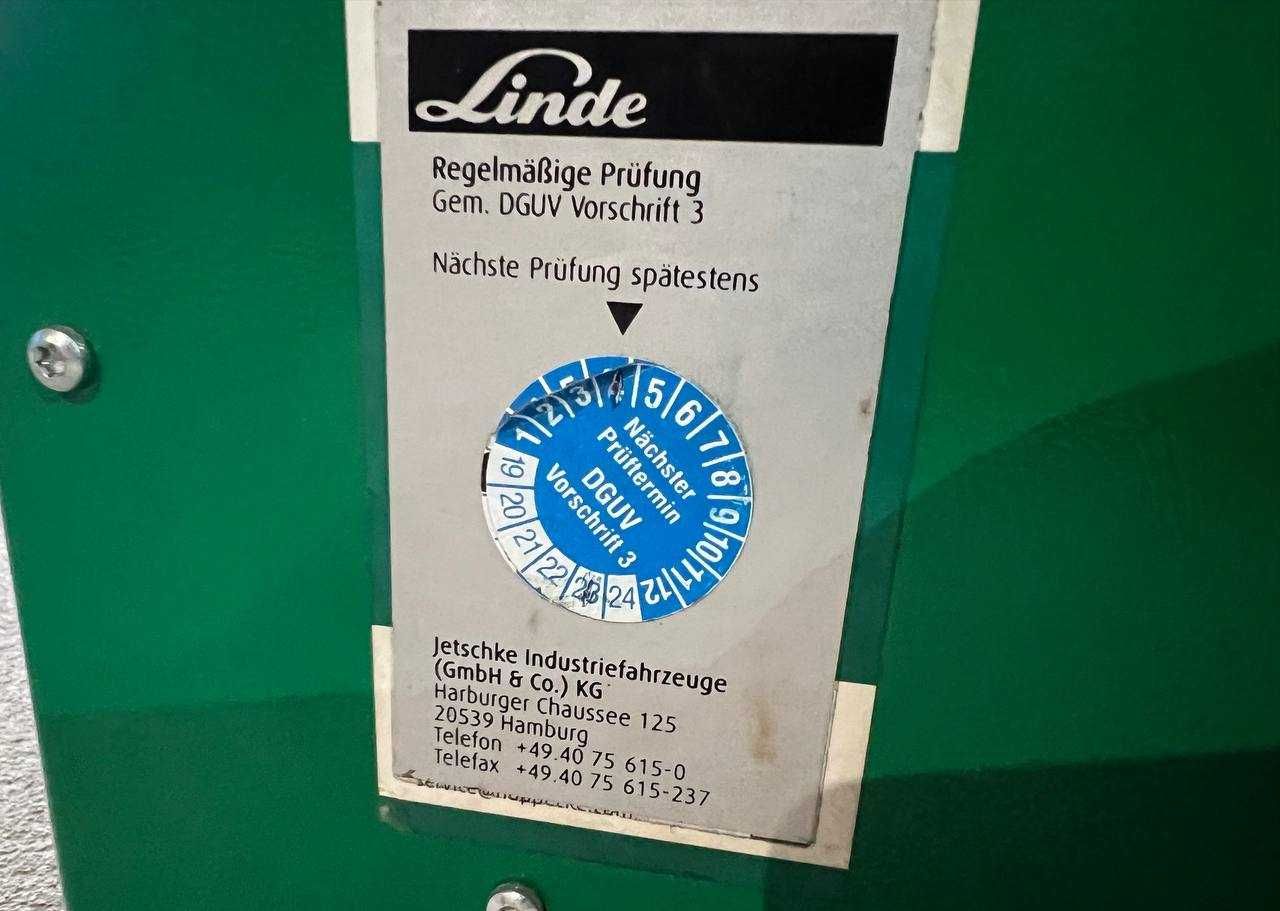 Linde
Regelmäßige Prüfung
Gem. DGUV Vorschrift 3
Nächste Prüfung spätestens
1 2 3 4 5 6 7 8 9 10 11 12
19 20 21 22 23 24
Nächster
Prüftermin
DGUV
Vorschrift 3
Jetschke Industriefahrzeuge
(GmbH & Co.) KG
Harburger Chaussee 125
20539 Hamburg
Telefon +49.40 75 615-0
Telefax +49.40 75 615-237